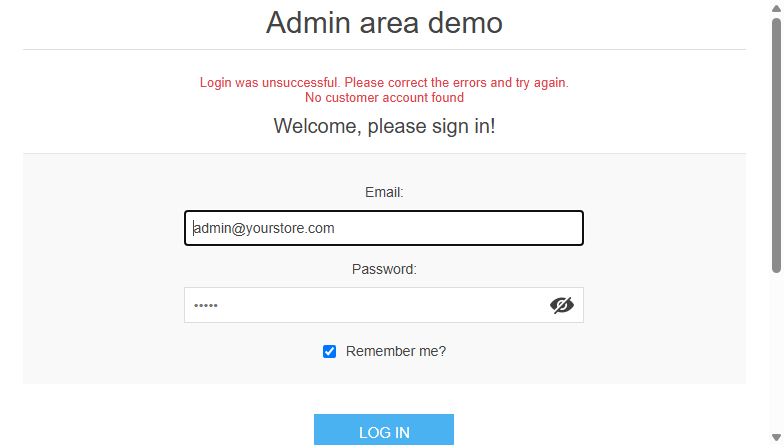 Admin area demo
Login was unsuccessful. Please correct the errors and try again.
No customer account found
Welcome, please sign in!
Email:
admin@yourstore.com
Password:
•••••
Remember me?
LOG IN